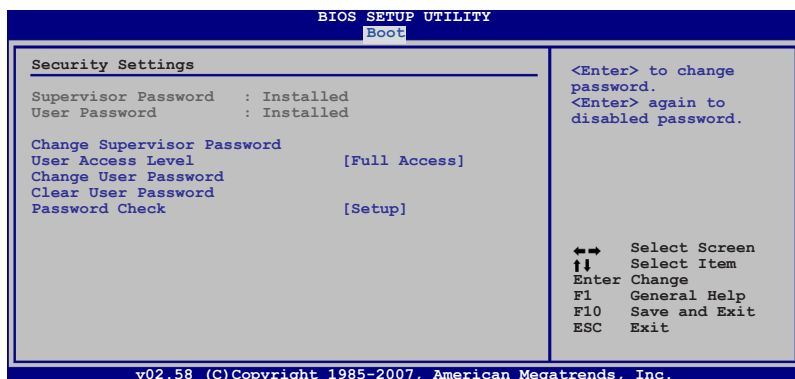 BIOS SETUP UTILITY
Boot
Security Settings
Supervisor Password : Installed
User Password : Installed
Change Supervisor Password
User Access Level [Full Access]
Change User Password
Clear User Password
Password Check [Setup]
<Enter> to change
password.
<Enter> again to
disabled password.
←→ Select Screen
↑↓ Select Item
Enter Change
F1 General Help
F10 Save and Exit
ESC Exit
v02.58 (C)Copyright 1985-2007, American Megatrends, Inc.